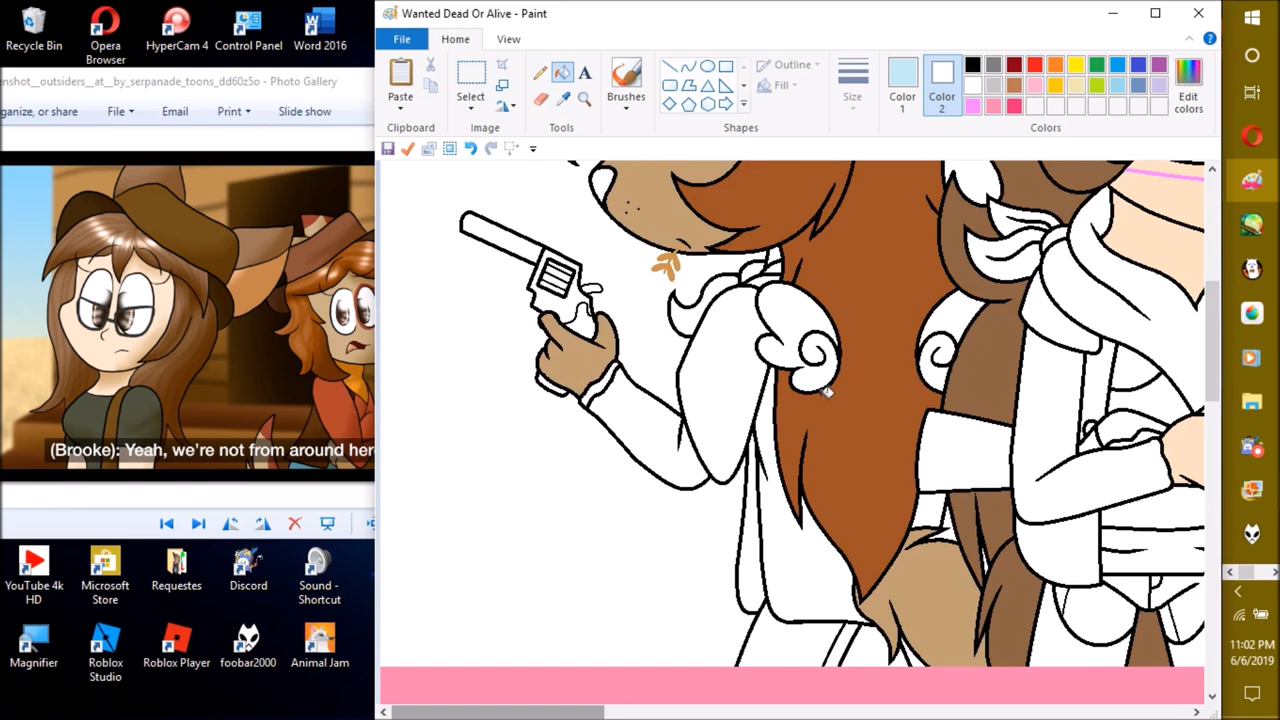 Recycle Bin
Opera Browser
HyperCam 4
Control Panel
Word 2016
nshot__outsiders__at__by_serpanade_toons_dd60z5o - Photo Gallery
ganize, or share
File
Email
Print
Slide show
(Brooke): Yeah, we're not from around her
YouTube 4k HD
Microsoft Store
Requestes
Discord
Sound - Shortcut
Magnifier
Roblox Studio
Roblox Player
foobar2000
Animal Jam
Wanted Dead Or Alive - Paint
File
Home
View
Paste
Clipboard
Select
Image
A
Tools
Brushes
Outline
Fill
Shapes
Size
Color 1
Color 2
Edit colors
Colors
11:02 PM
6/6/2019